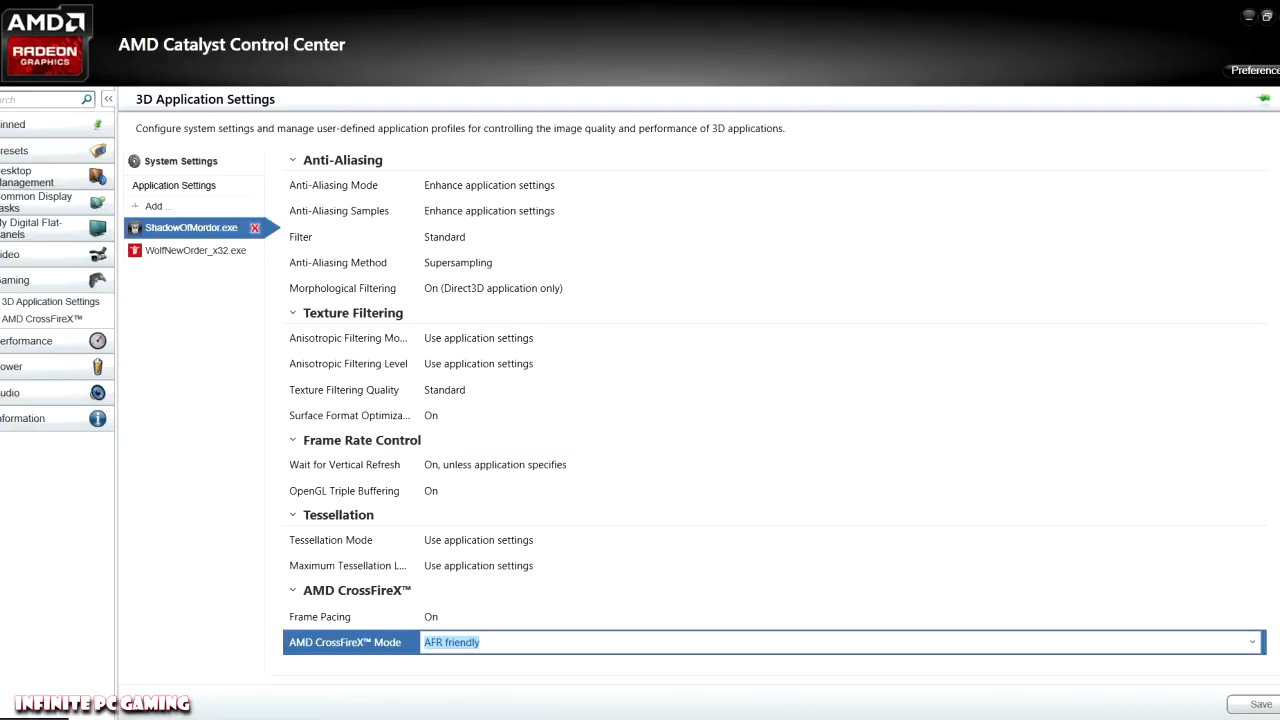 AMD
RADEON
GRAPHICS
AMD Catalyst Control Center
Preference
arch
3D Application Settings
Configure system settings and manage user-defined application profiles for controlling the image quality and performance of 3D applications.
inned
resets
esktop
lanagement
ommon Display
asks
ly Digital Flat-
anels
ideo
aming
3D Application Settings
AMD CrossFireX™
erformance
ower
udio
nformation
System Settings
Application Settings
+ Add ...
ShadowOfMordor.exe
WolfNewOrder_x32.exe
Anti-Aliasing
Anti-Aliasing Mode Enhance application settings
Anti-Aliasing Samples Enhance application settings
Filter Standard
Anti-Aliasing Method Supersampling
Morphological Filtering On (Direct3D application only)
Texture Filtering
Anisotropic Filtering Mo... Use application settings
Anisotropic Filtering Level Use application settings
Texture Filtering Quality Standard
Surface Format Optimiza... On
Frame Rate Control
Wait for Vertical Refresh On, unless application specifies
OpenGL Triple Buffering On
Tessellation
Tessellation Mode Use application settings
Maximum Tessellation L... Use application settings
AMD CrossFireX™
Frame Pacing On
AMD CrossFireX™ Mode AFR friendly
INFINITE PC GAMING
Save